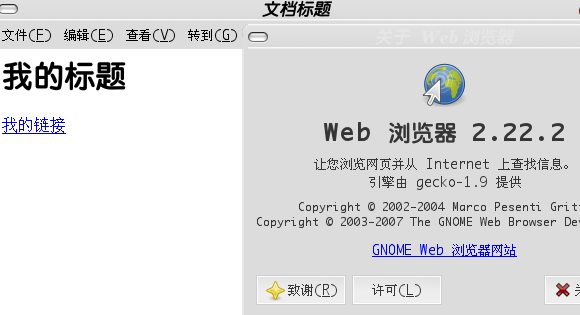 文档标题
文件(F) 编辑(E) 查看(V) 转到(G)
关于 Web 浏览器
我的标题
我的链接
Web 浏览器 2.22.2
让您浏览网页并从 Internet 上查找信息。
引擎由 gecko-1.9 提供
Copyright © 2002-2004 Marco Pesenti Gritt
Copyright © 2003-2007 The GNOME Web Browser Dev
GNOME Web 浏览器网站
致谢(R) 许可(L)